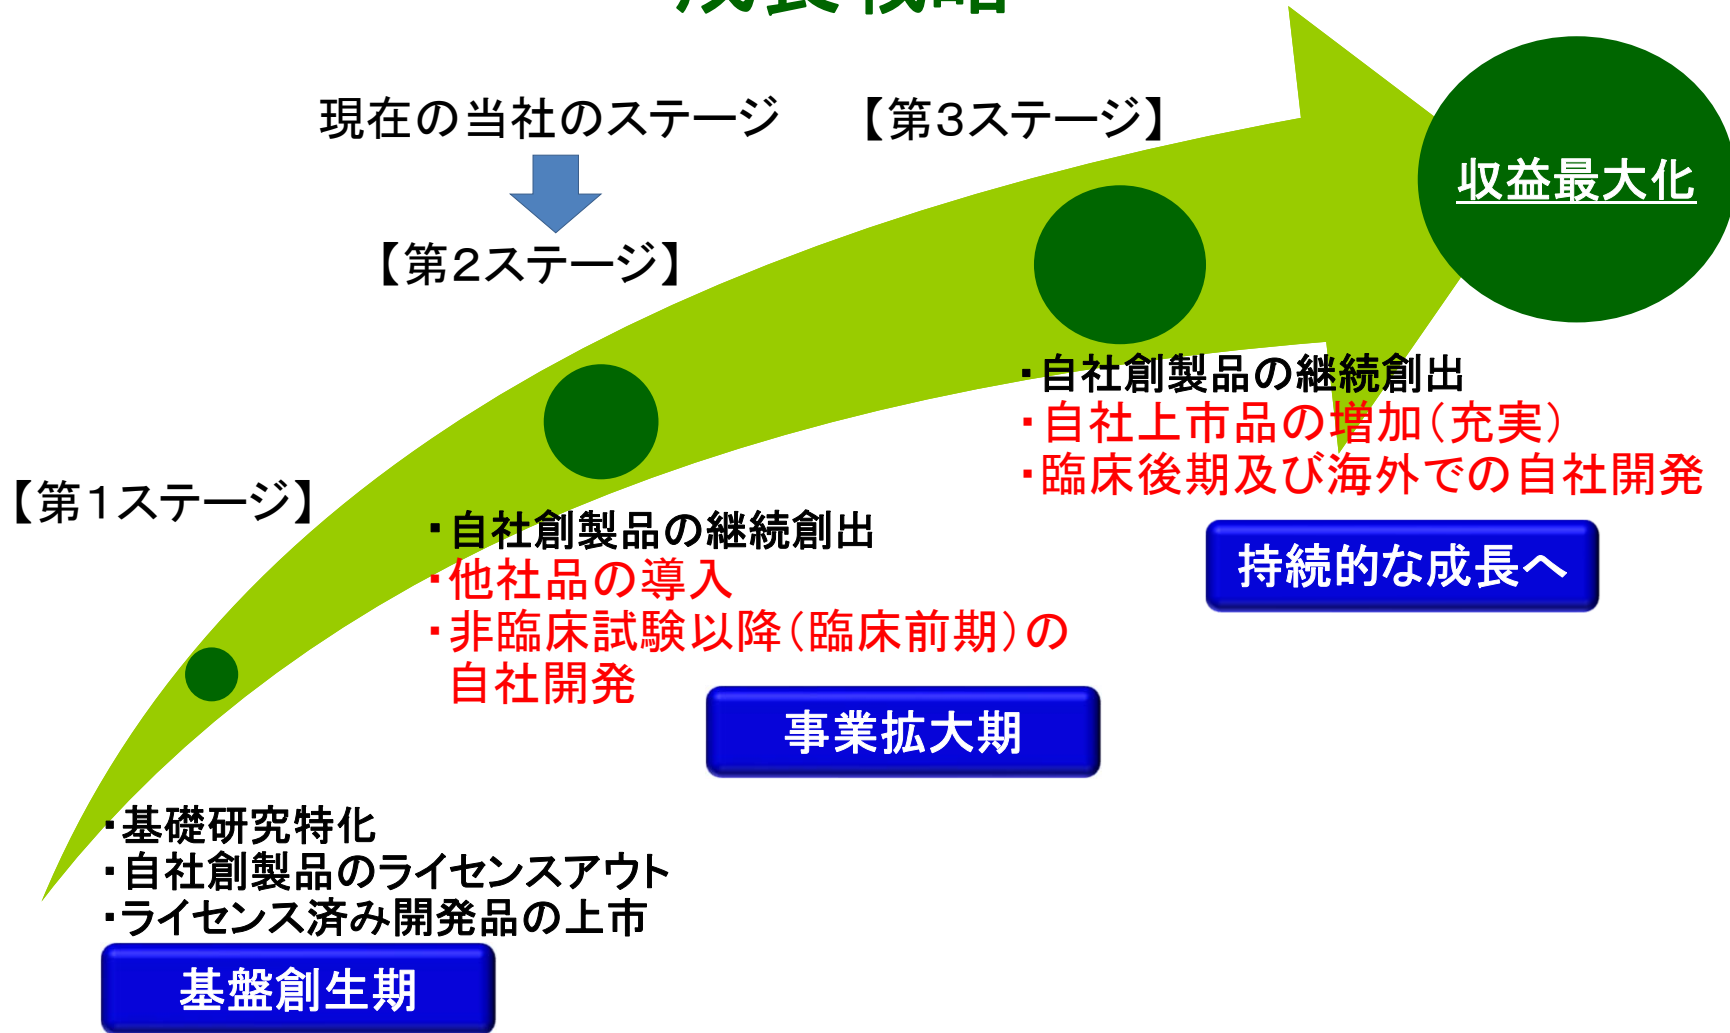 成長戦略
現在の当社のステージ
【第3ステージ】
収益最大化
【第2ステージ】
・自社創製品の継続創出
・自社上市品の増加(充実)
・臨床後期及び海外での自社開発
【第1ステージ】
・自社創製品の継続創出
・他社品の導入
・非臨床試験以降(臨床前期)の
自社開発
持続的な成長へ
事業拡大期
・基礎研究特化
・自社創製品のライセンスアウト
・ライセンス済み開発品の上市
基盤創生期